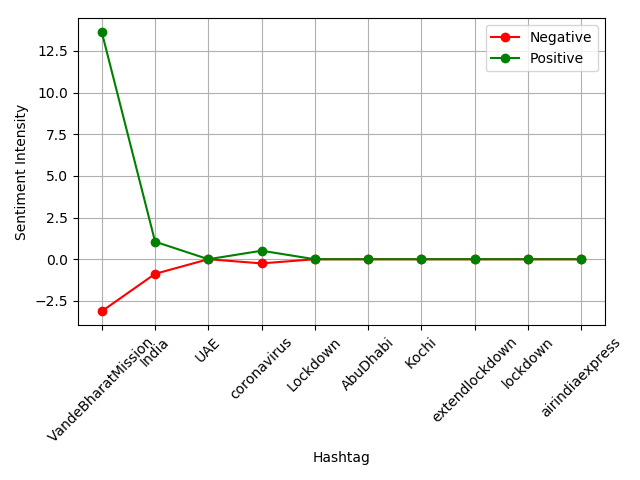 Negative
Positive
12.5
10.0
7.5
5.0
2.5
0.0
−2.5
Sentiment Intensity
VandeBharatMission
India
UAE
coronavirus
Lockdown
AbuDhabi
Kochi
extendlockdown
lockdown
airindiaexpress
Hashtag